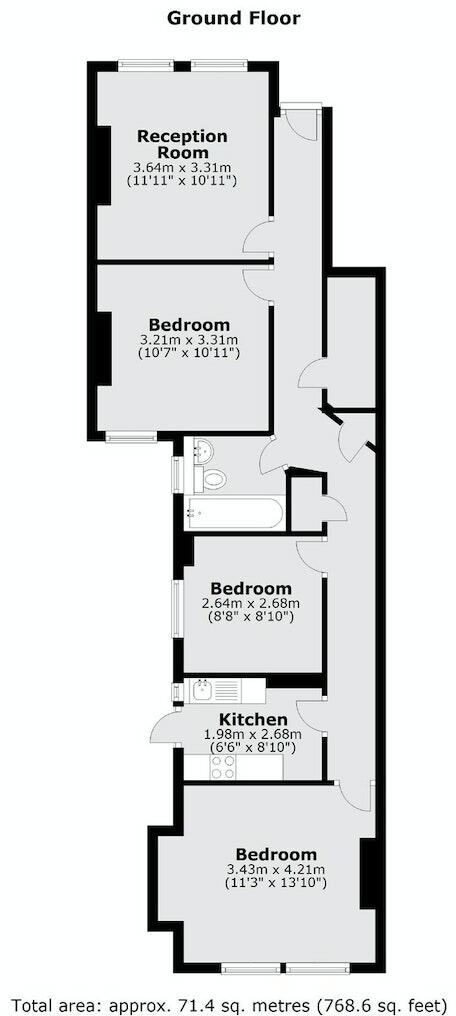 Ground Floor
Reception
Room
3.64m x 3.31m
(11'11" x 10'11")
Bedroom
3.21m x 3.31m
(10'7" x 10'11")
Bedroom
2.64m x 2.68m
(8'8" x 8'10")
Kitchen
1.98m x 2.68m
(6'6" x 8'10")
Bedroom
3.43m x 4.21m
(11'3" x 13'10")
Total area: approx. 71.4 sq. metres (768.6 sq. feet)